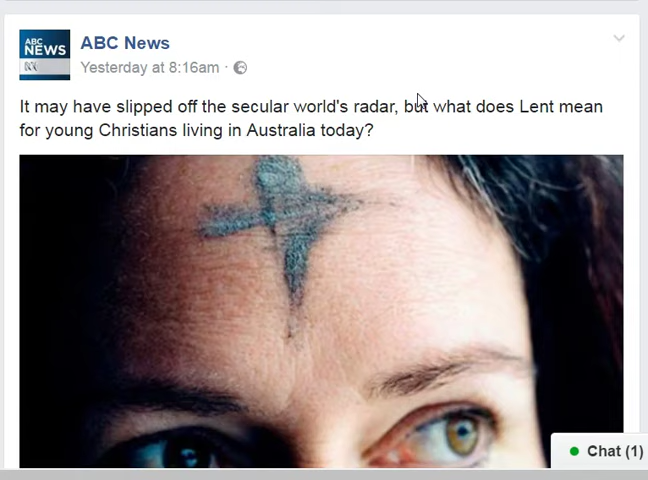 ABC
NEWS
ABC News
Yesterday at 8:16am ·
It may have slipped off the secular world's radar, but what does Lent mean
for young Christians living in Australia today?
Chat (1)